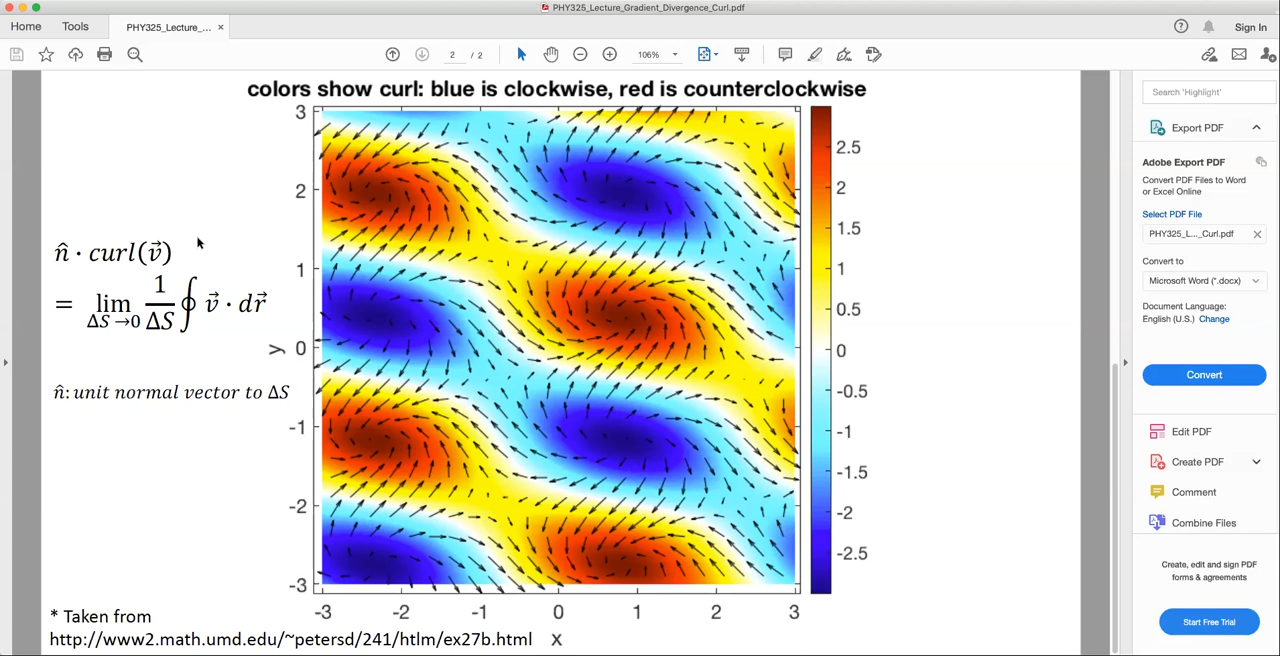 PHY325_Lecture_Gradient_Divergence_Curl.pdf
Home Tools PHY325_Lecture_... × Sign In
2 / 2 106%
colors show curl: blue is clockwise, red is counterclockwise
3
2
1
0
-1
-2
-3
y
-3 -2 -1 0 1 2 3
x
2.5
2
1.5
1
0.5
0
-0.5
-1
-1.5
-2
-2.5
n̂ · curl(v⃗)
= lim ΔS→0 1/ΔS ∮ v⃗ · dr⃗
n̂: unit normal vector to ΔS
* Taken from
http://www2.math.umd.edu/~petersd/241/htlm/ex27b.html
Search 'Highlight'
Export PDF
Adobe Export PDF
Convert PDF Files to Word
or Excel Online
Select PDF File
PHY325_L..._Curl.pdf ×
Convert to
Microsoft Word (*.docx)
Document Language:
English (U.S.) Change
Convert
Edit PDF
Create PDF
Comment
Combine Files
Create, edit and sign PDF
forms & agreements
Start Free Trial